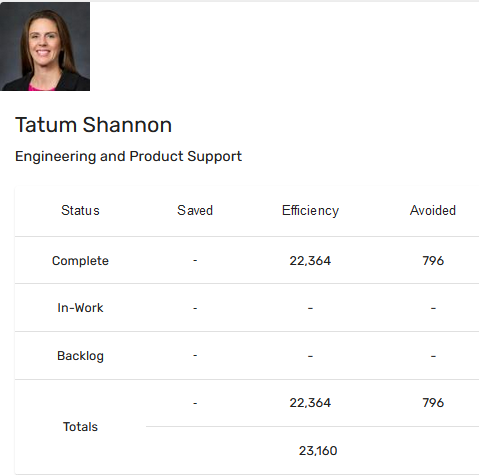 Tatum Shannon
Engineering and Product Support
Status Saved Efficiency Avoided
Complete - 22,364 796
In-Work - - -
Backlog - - -
Totals - 22,364 796
23,160